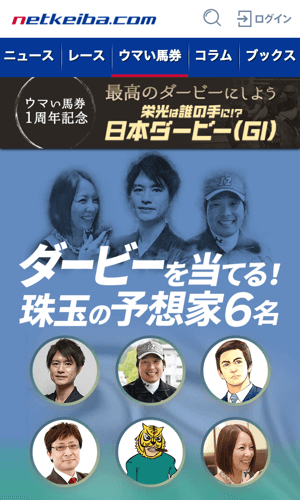 netkeiba.com
ログイン
ニュース レース ウマい馬券 コラム ブックス
ウマい馬券
1周年記念
最高のダービーにしよう
栄光は誰の手に!?
日本ダービー(GI)
ダービーを当てる!
珠玉の予想家6名